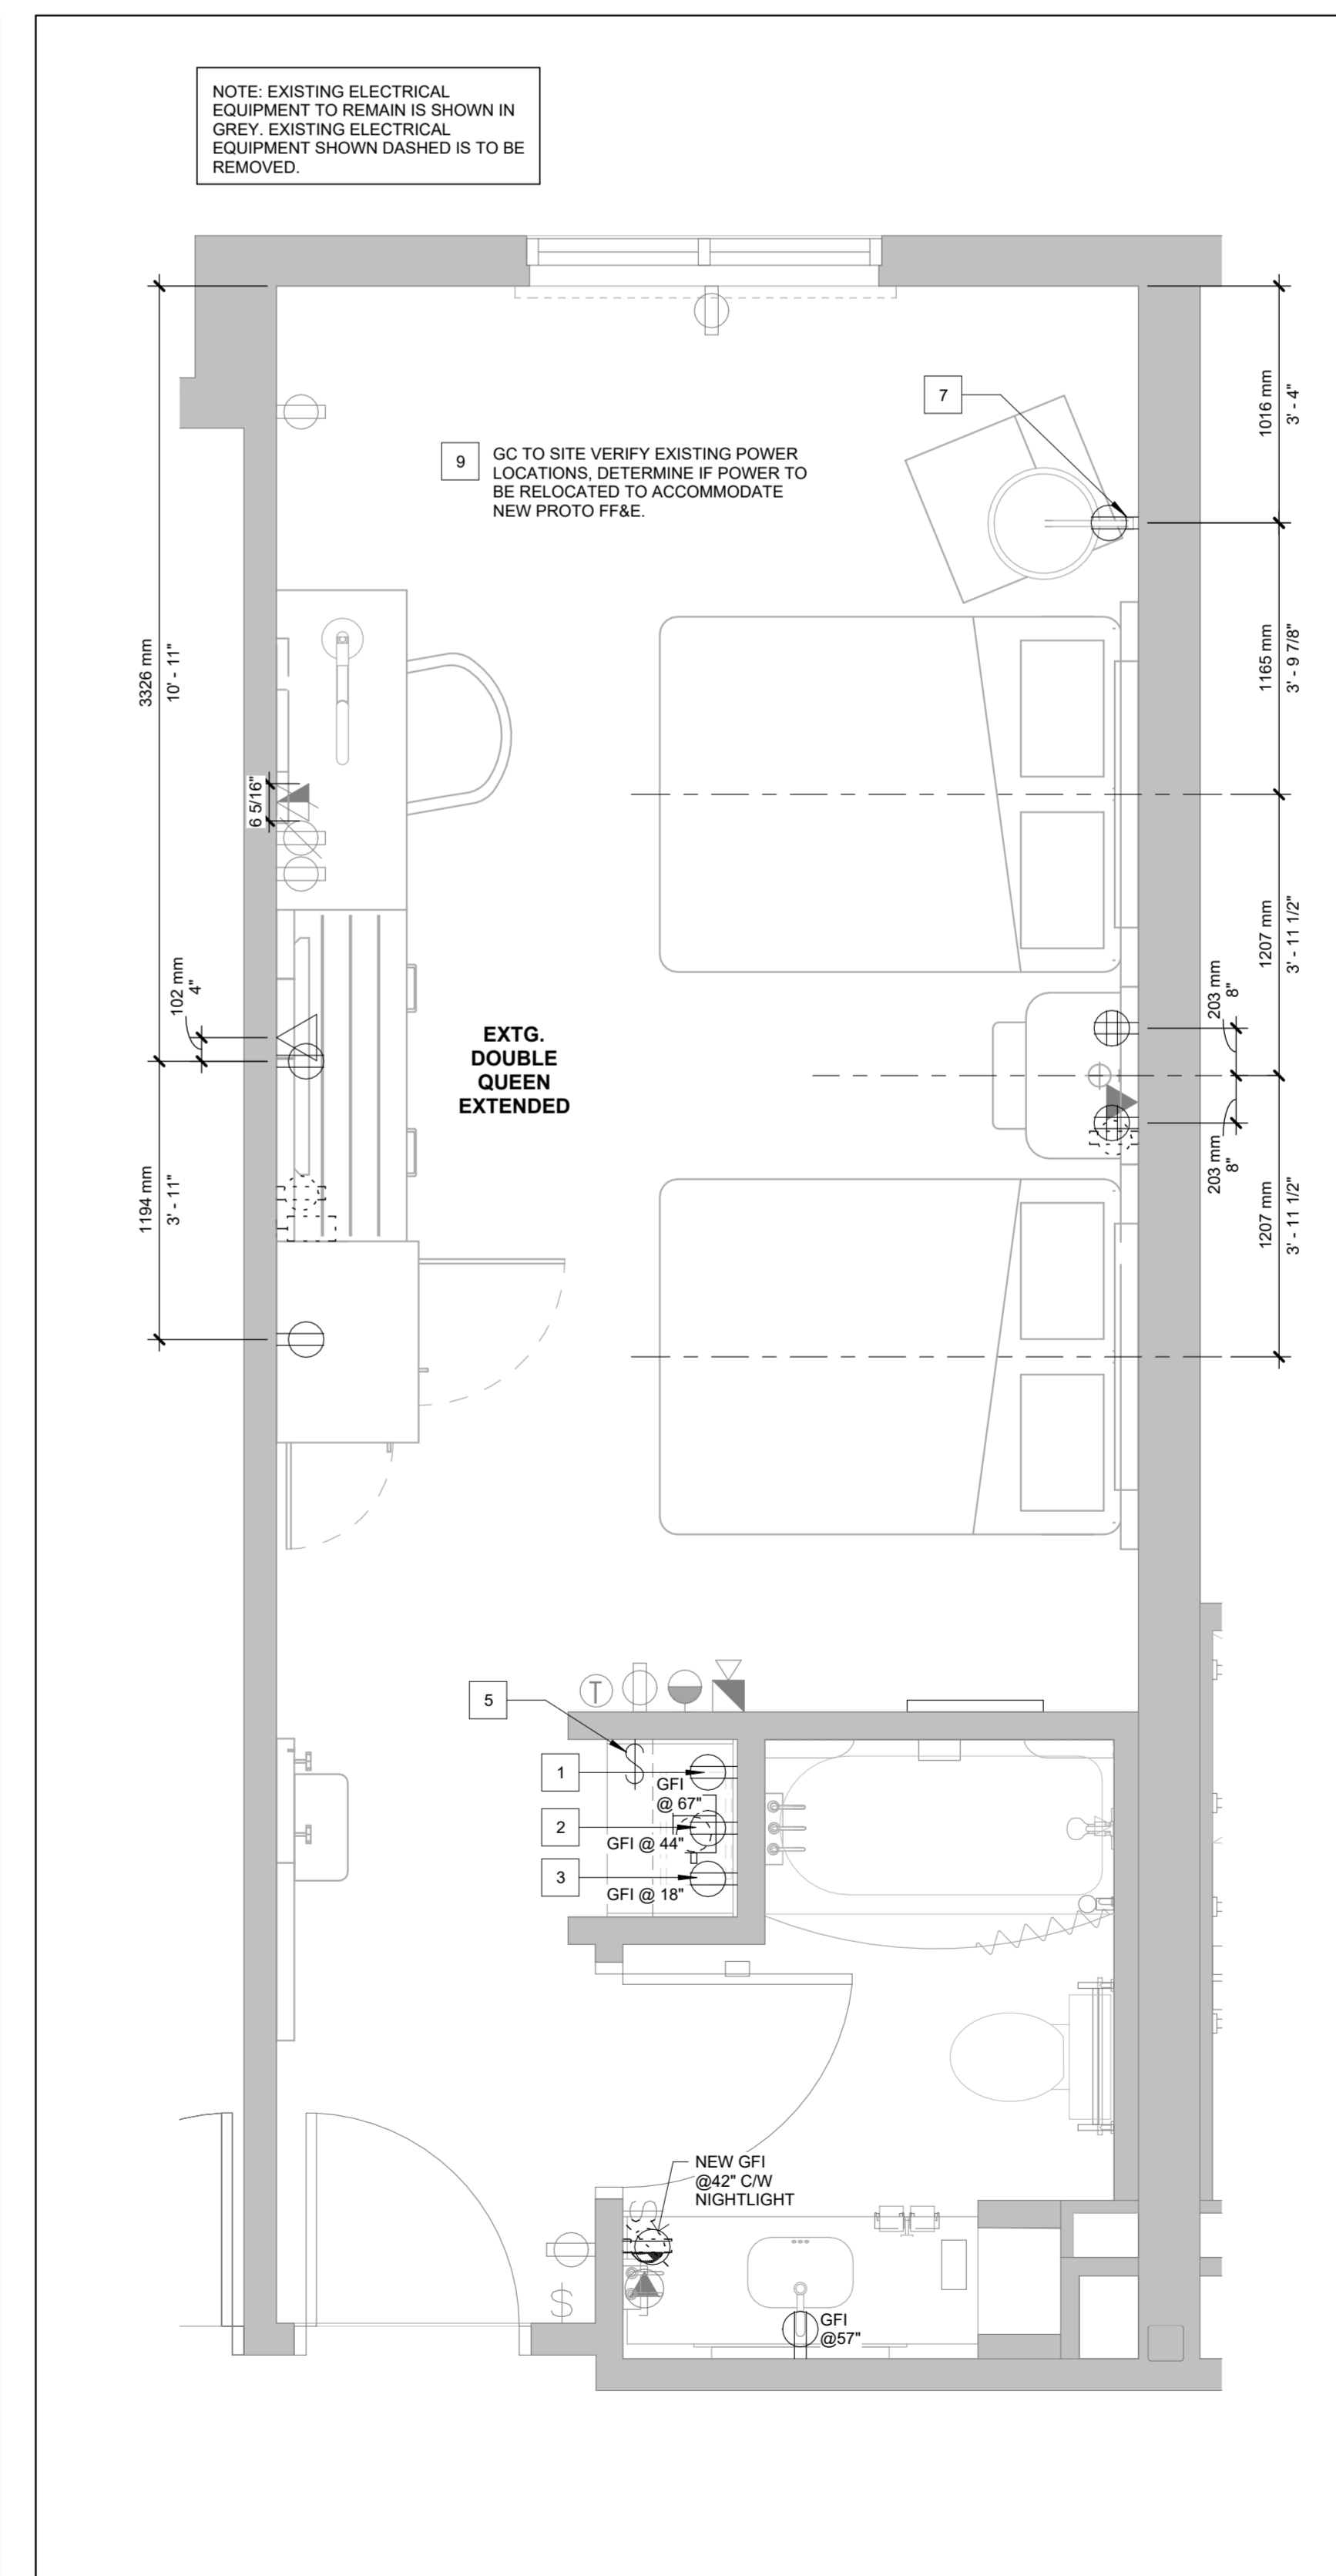 NOTE: EXISTING ELECTRICAL
EQUIPMENT TO REMAIN IS SHOWN IN
GREY. EXISTING ELECTRICAL
EQUIPMENT SHOWN DASHED IS TO BE
REMOVED.
7
9
GC TO SITE VERIFY EXISTING POWER
LOCATIONS, DETERMINE IF POWER TO
BE RELOCATED TO ACCOMMODATE
NEW PROTO FF&E.
1016 mm
3' - 4"
3326 mm
10' - 11"
1165 mm
3' - 9 7/8"
6 5/16"
102 mm
4"
1207 mm
3' - 11 1/2"
203 mm
8"
EXTG.
DOUBLE
QUEEN
EXTENDED
1194 mm
3' - 11"
203 mm
8"
1207 mm
3' - 11 1/2"
5
T
1
GFI
@ 67"
2
GFI @ 44"
3
GFI @ 18"
NEW GFI
@42" C/W
NIGHTLIGHT
S
$
GFI
@57"